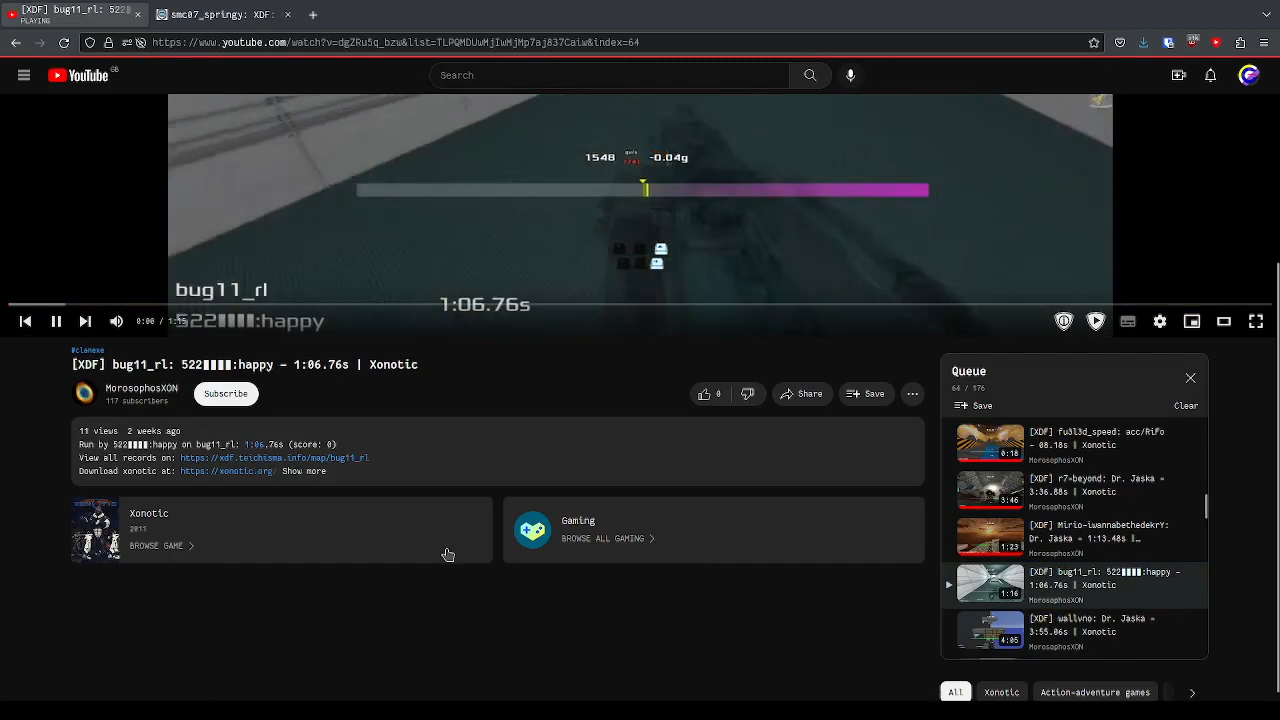 [XDF] bug11_rl: 522
PLAYING
smc07_springy: XDF:
https://www.youtube.com/watch?v=dgZRu5q_bzw&list=TLPQMDUwMjIwMjMp7aj837Caiw&index=64
YouTube GB
Search
1548 -0.04g
bug11_rl
1:06.76s
522▮▮▮▮:happy
0:00 / 1:15
#clanexe
[XDF] bug11_rl: 522▮▮▮▮:happy – 1:06.76s | Xonotic
MorosophosXON
117 subscribers
Subscribe
0
Share
Save
11 views 2 weeks ago
Run by 522▮▮▮▮:happy on bug11_rl: 1:06.76s (score: 0)
View all records on: https://xdf.teichisma.info/map/bug11_rl
Download xonotic at: https://xonotic.org/ Show more
Xonotic
2011
BROWSE GAME
Gaming
BROWSE ALL GAMING
Queue
64 / 176
Save
Clear
[XDF] fu3l3d_speed: acc/RiFo
– 08.18s | Xonotic
0:18
MorosophosXON
[XDF] r7-beyond: Dr. Jaska –
3:36.88s | Xonotic
3:46
MorosophosXON
[XDF] Mirio-iwannabethedekrY:
Dr. Jaska – 1:13.48s |…
1:23
MorosophosXON
[XDF] bug11_rl: 522▮▮▮▮:happy –
1:06.76s | Xonotic
1:16
MorosophosXON
[XDF] wallvno: Dr. Jaska –
3:55.06s | Xonotic
4:05
MorosophosXON
All
Xonotic
Action-adventure games